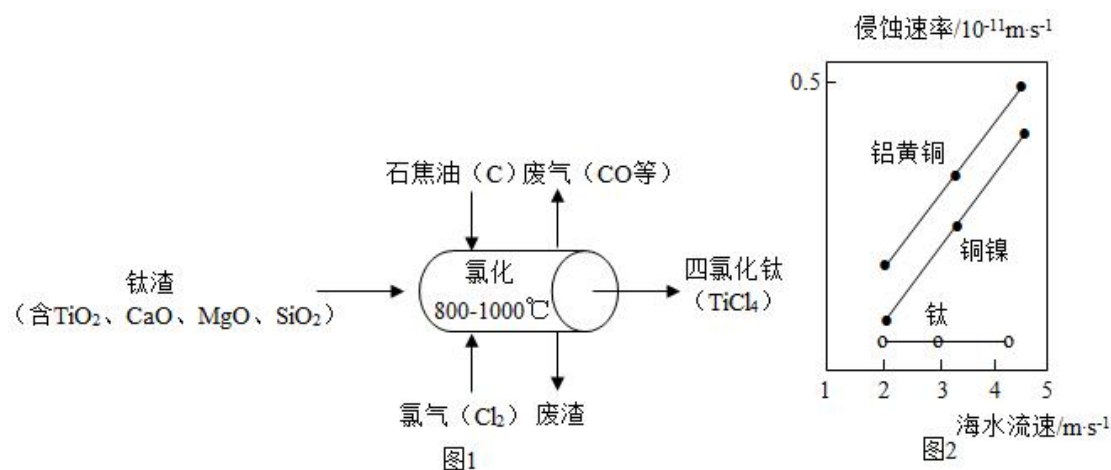 石焦油（C）废气（CO等）
钛渣
（含TiO₂、CaO、MgO、SiO₂）
氯化
800-1000℃
四氯化钛
（TiCl₄）
氯气（Cl₂）废渣
图1
侵蚀速率/10⁻¹¹m·s⁻¹
0.5
铝黄铜
铜镍
钛
1 2 3 4 5
海水流速/m·s⁻¹
图2